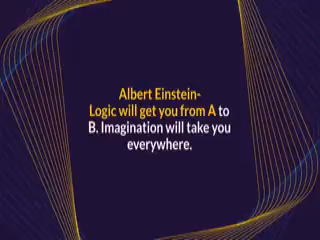 Albert Einstein-
Logic will get you from A to
B. Imagination will take you
everywhere.